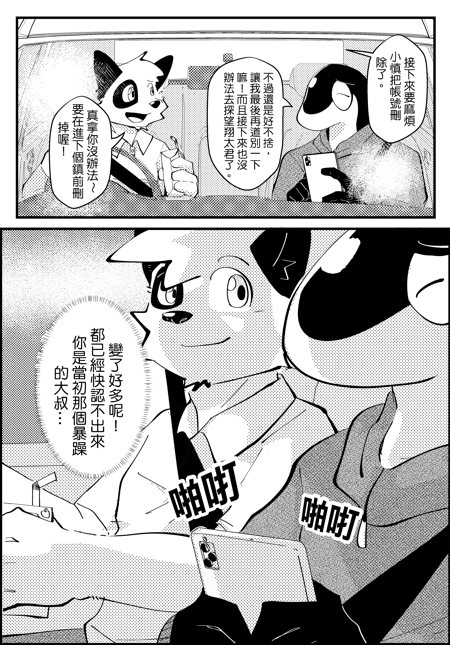 接下來要麻煩
小慎把帳號刪
除了。
不過還是好不捨，
讓我最後再道別一下
嘛！而且接下來也沒
辦法去探望翔
太君了。
真拿你沒辦法～
要在進下個鎮前刪
掉喔！
變了好多呢！
都已經快認不出來
你是當初那個暴躁
的大叔…
啪啊
啪啊